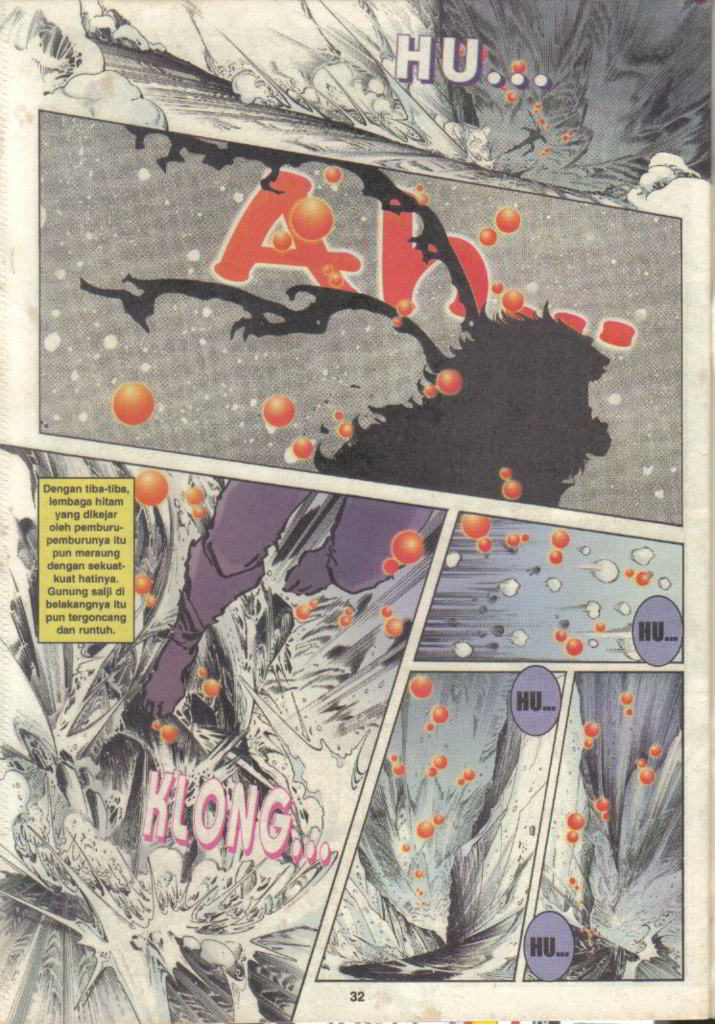 HU...
Ah...
Dengan tiba-tiba,
lembaga hitam
yang dikejar
oleh pemburu-
pemburunya itu
pun meraung
dengan sekuat-
kuat hatinya.
Gunung salji di
belakangnya itu
pun tergoncang
dan runtuh.
HU...
HU...
KLONG...
HU...
32